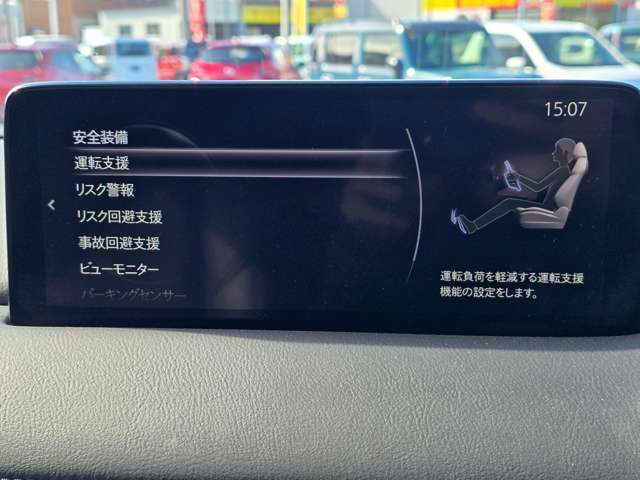 15:07
安全装備
運転支援
リスク警報
リスク回避支援
事故回避支援
ビューモニター
パーキングセンサー
運転負荷を軽減する運転支援
機能の設定をします。